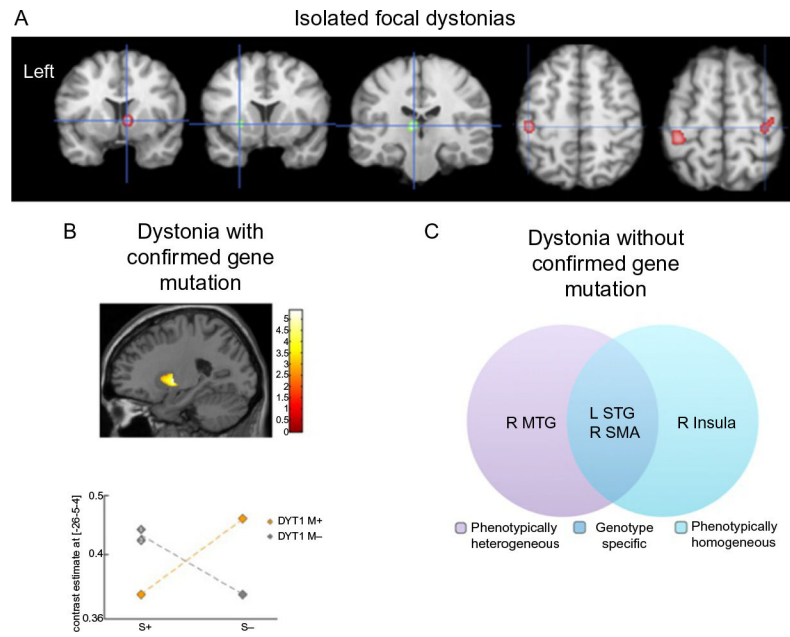 A
Isolated focal dystonias
Left
B
Dystonia with
confirmed gene
mutation
5
4.5
4
3.5
3
2.5
2
1.5
1
0.5
0
contrast estimate at [-26-5-4]
0.5
0.4
0.36
S+
S–
DYT1 M+
DYT1 M–
C
Dystonia without
confirmed gene
mutation
R MTG
L STG
R SMA
R Insula
Phenotypically
heterogeneous
Genotype
specific
Phenotypically
homogeneous